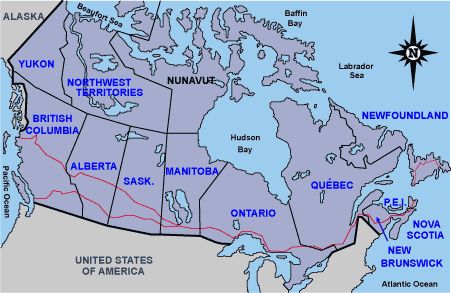 ALASKA
Beaufort Sea
Baffin
Bay
YUKON
NORTHWEST
TERRITORIES
NUNAVUT
Labrador
Sea
N
BRITISH
COLUMBIA
NEWFOUNDLAND
Hudson
Bay
ALBERTA
SASK.
MANITOBA
QUÉBEC
Pacific Ocean
ONTARIO
P.E.I.
NOVA
SCOTIA
NEW
BRUNSWICK
UNITED STATES
OF AMERICA
Atlantic Ocean